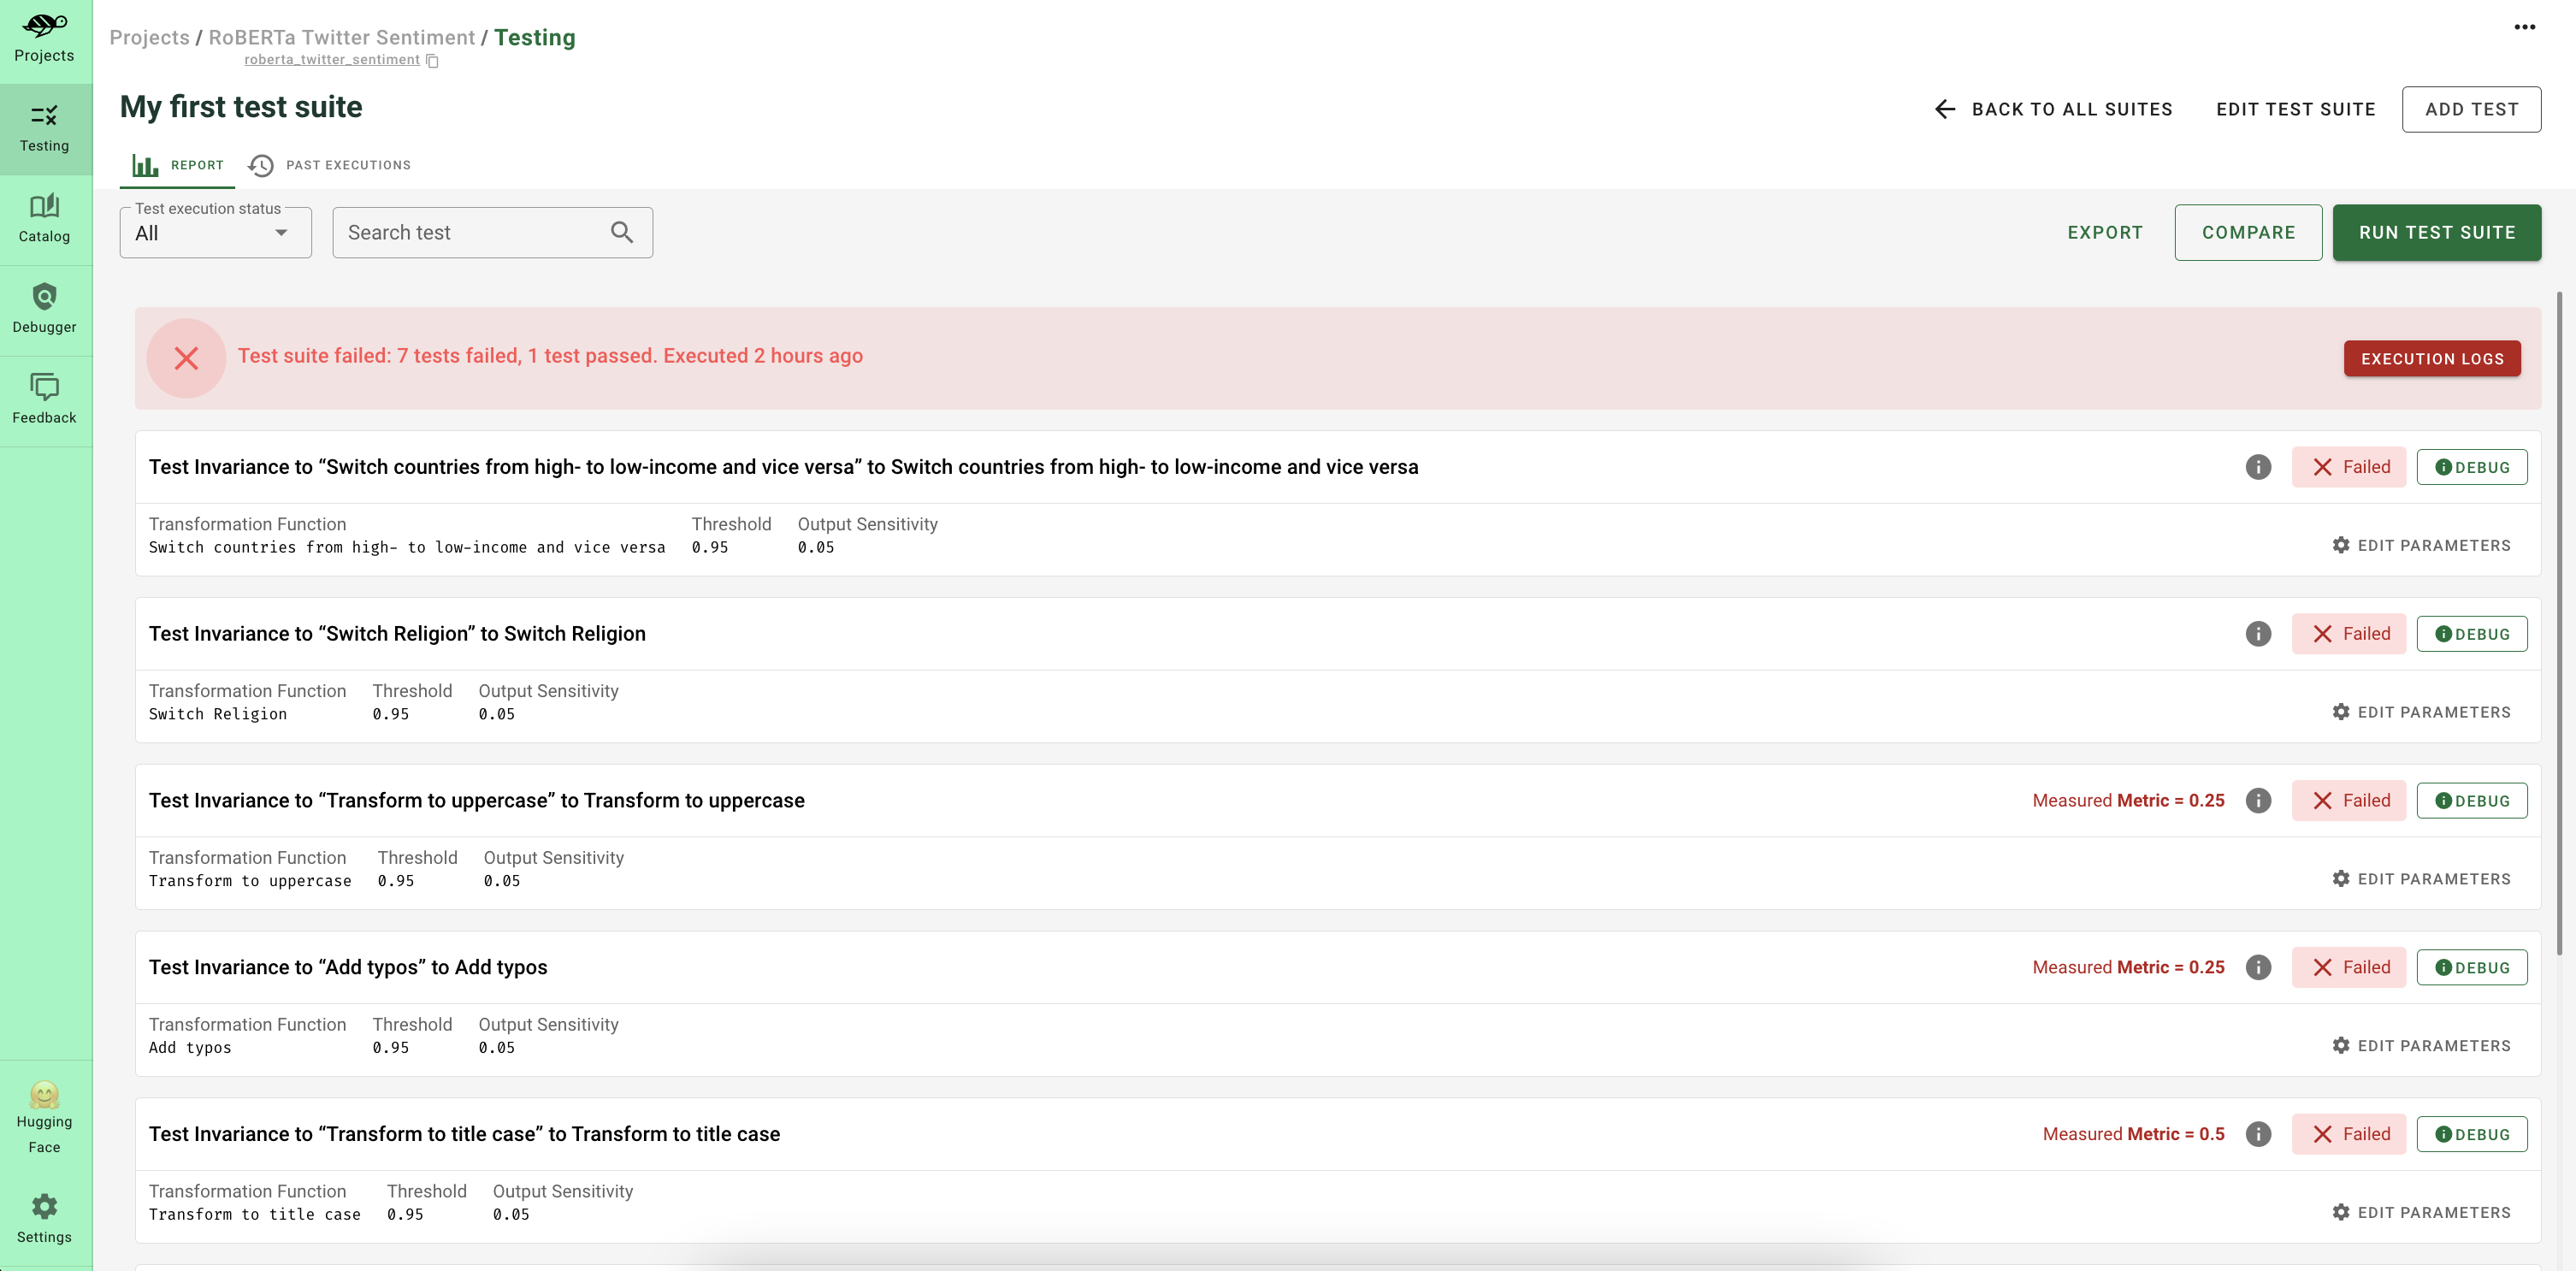 Projects
Testing
Catalog
Debugger
Feedback
Hugging
Face
Settings
Projects / RoBERTa Twitter Sentiment / Testing
roberta_twitter_sentiment
My first test suite
BACK TO ALL SUITES EDIT TEST SUITE ADD TEST
REPORT PAST EXECUTIONS
Test execution status
All Search test EXPORT COMPARE RUN TEST SUITE
Test suite failed: 7 tests failed, 1 test passed. Executed 2 hours ago EXECUTION LOGS
Test Invariance to “Switch countries from high- to low-income and vice versa” to Switch countries from high- to low-income and vice versa Failed DEBUG
Transformation Function Threshold Output Sensitivity
Switch countries from high- to low-income and vice versa 0.95 0.05 EDIT PARAMETERS
Test Invariance to “Switch Religion” to Switch Religion Failed DEBUG
Transformation Function Threshold Output Sensitivity
Switch Religion 0.95 0.05 EDIT PARAMETERS
Test Invariance to “Transform to uppercase” to Transform to uppercase Measured Metric = 0.25 Failed DEBUG
Transformation Function Threshold Output Sensitivity
Transform to uppercase 0.95 0.05 EDIT PARAMETERS
Test Invariance to “Add typos” to Add typos Measured Metric = 0.25 Failed DEBUG
Transformation Function Threshold Output Sensitivity
Add typos 0.95 0.05 EDIT PARAMETERS
Test Invariance to “Transform to title case” to Transform to title case Measured Metric = 0.5 Failed DEBUG
Transformation Function Threshold Output Sensitivity
Transform to title case 0.95 0.05 EDIT PARAMETERS